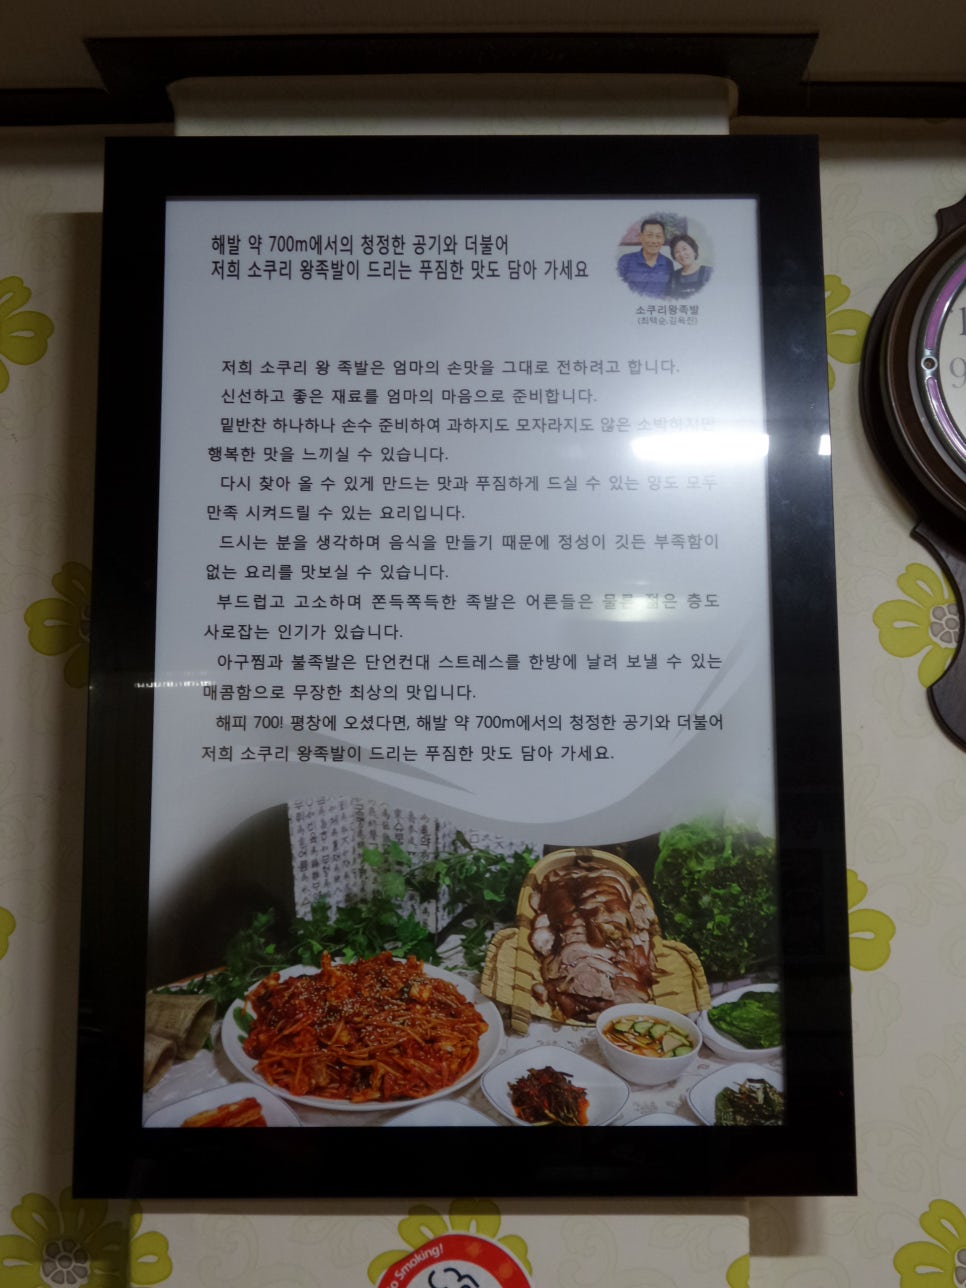 해발 약 700m에서의 청정한 공기와 더불어
저희 소쿠리 왕족발이 드리는 푸짐한 맛도 담아 가세요
소쿠리왕족발
(최택순.김옥진)
저희 소쿠리 왕 족발은 엄마의 손맛을 그대로 전하려고 합니다.
신선하고 좋은 재료를 엄마의 마음으로 준비합니다.
밑반찬 하나하나 손수 준비하여 과하지도 모자라지도 않은 소박하지만
행복한 맛을 느끼실 수 있습니다.
다시 찾아 올 수 있게 만드는 맛과 푸짐하게 드실 수 있는 양도 모두
만족 시켜드릴 수 있는 요리입니다.
드시는 분을 생각하며 음식을 만들기 때문에 정성이 깃든 부족함이
없는 요리를 맛보실 수 있습니다.
부드럽고 고소하며 쫀득쪽득한 족발은 어른들은 물론 젊은 층도
사로잡는 인기가 있습니다.
아구찜과 불족발은 단언컨대 스트레스를 한방에 날려 보낼 수 있는
매콤함으로 무장한 최상의 맛입니다.
해피 700! 평창에 오셨다면, 해발 약 700m에서의 청정한 공기와 더불어
저희 소쿠리 왕족발이 드리는 푸짐한 맛도 담아 가세요.
Smoking!